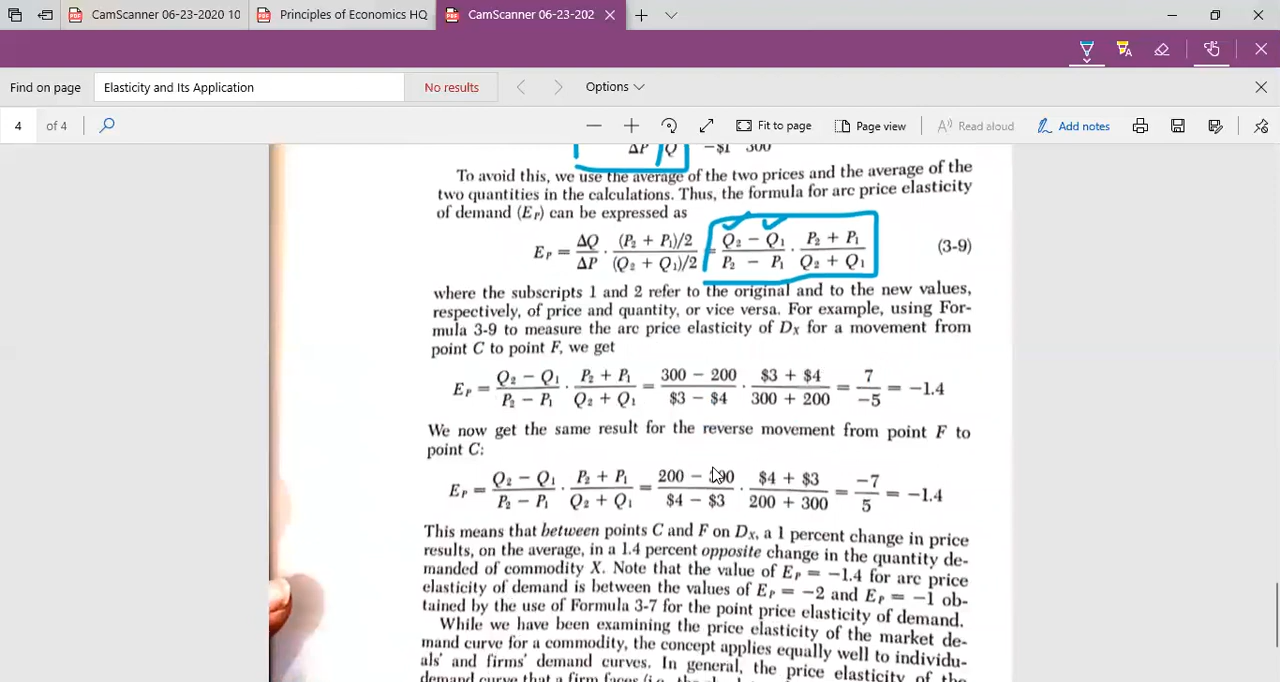 CamScanner 06-23-2020 10
Principles of Economics HQ
CamScanner 06-23-202
Find on page
Elasticity and Its Application
No results
Options
4 of 4
Fit to page
Page view
Read aloud
Add notes
ΔP Q −$1 300
To avoid this, we use the average of the two prices and the average of the
two quantities in the calculations. Thus, the formula for arc price elasticity
of demand (E_P) can be expressed as
E_P = ΔQ/ΔP · (P₂ + P₁)/2 / (Q₂ + Q₁)/2 = Q₂ − Q₁ / P₂ − P₁ · P₂ + P₁ / Q₂ + Q₁ (3-9)
where the subscripts 1 and 2 refer to the original and to the new values,
respectively, of price and quantity, or vice versa. For example, using For-
mula 3-9 to measure the arc price elasticity of D_X for a movement from
point C to point F, we get
E_P = Q₂ − Q₁ / P₂ − P₁ · P₂ + P₁ / Q₂ + Q₁ = 300 − 200 / $3 − $4 · $3 + $4 / 300 + 200 = 7 / −5 = −1.4
We now get the same result for the reverse movement from point F to
point C:
E_P = Q₂ − Q₁ / P₂ − P₁ · P₂ + P₁ / Q₂ + Q₁ = 200 − 300 / $4 − $3 · $4 + $3 / 200 + 300 = −7 / 5 = −1.4
This means that between points C and F on D_X, a 1 percent change in price
results, on the average, in a 1.4 percent opposite change in the quantity de-
manded of commodity X. Note that the value of E_P = −1.4 for arc price
elasticity of demand is between the values of E_P = −2 and E_P = −1 ob-
tained by the use of Formula 3-7 for the point price elasticity of demand.
While we have been examining the price elasticity of the market de-
mand curve for a commodity, the concept applies equally well to individu-
als' and firms' demand curves. In general, the price elasticity of the
demand curve that a firm faces (i.e., the